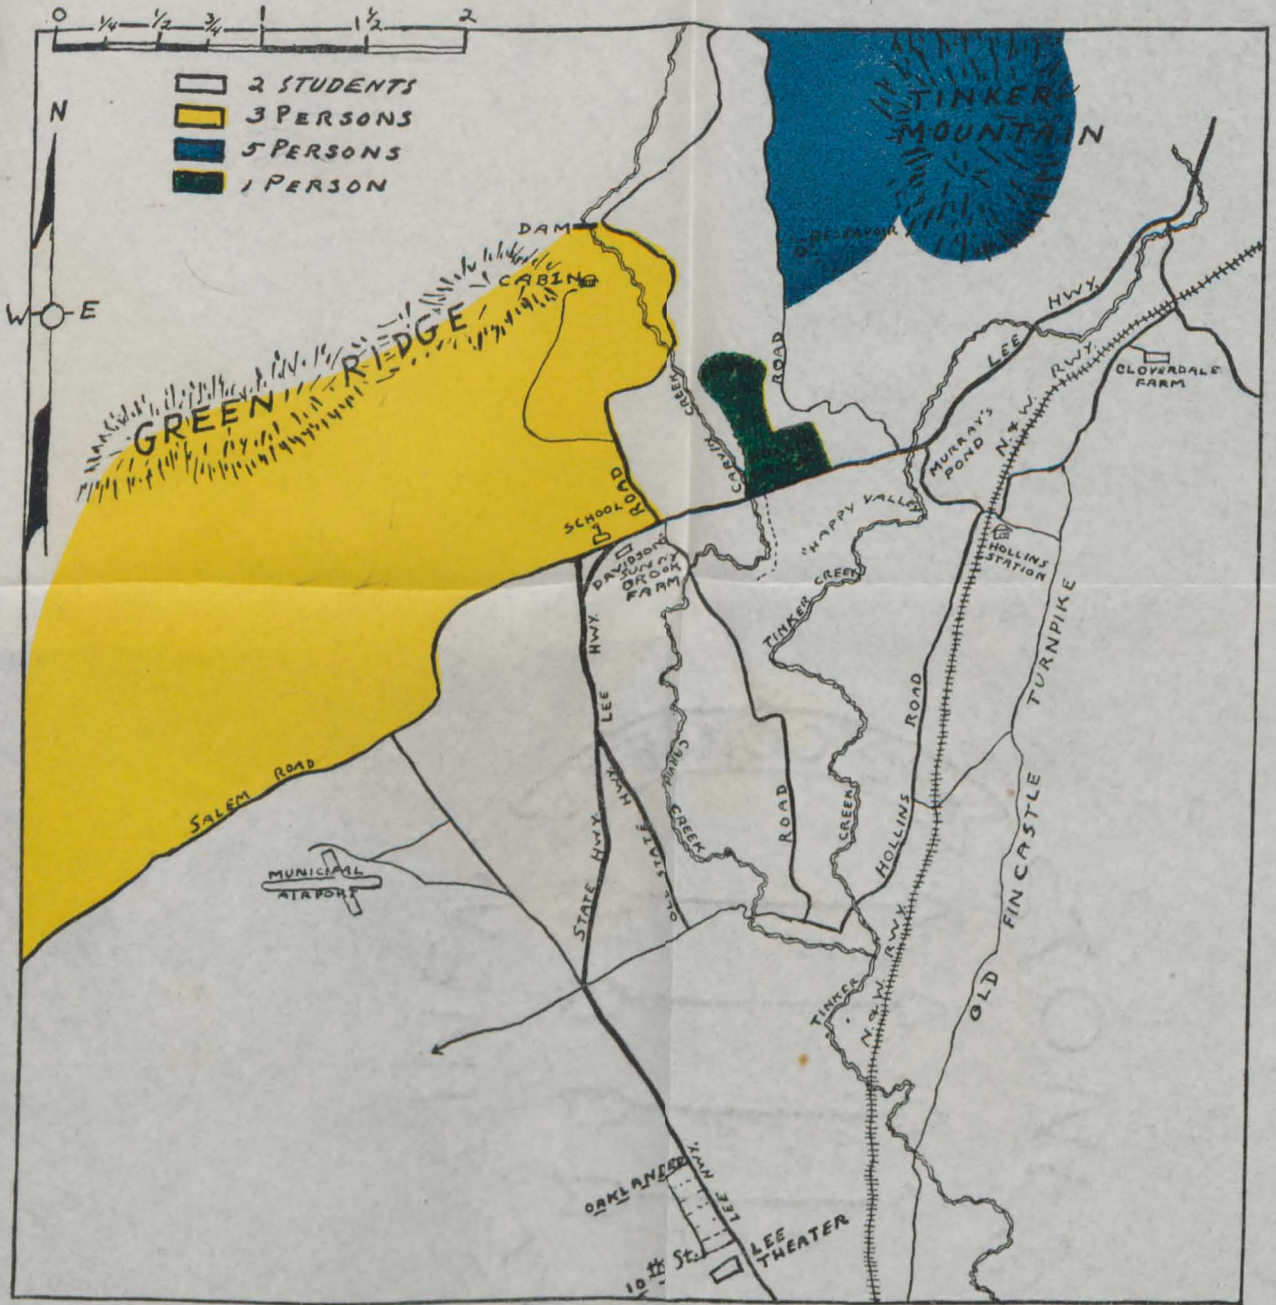 0 1/4 1/2 3/4 1 1 1/2 2
2 STUDENTS
3 PERSONS
5 PERSONS
1 PERSON
N
W E
TINKER
MOUNTAIN
RESERVOIR
DAM
CABIN
GREEN RIDGE
ROAD
LEE HWY.
CLOVERDALE
FARM
N. & W. RWY.
MURRAY'S
POND
CARVIN CREEK
SCHOOL
ROAD
"HAPPY VALLEY"
DAVIDSON
SUNNY
BROOK
FARM
HOLLINS
STATION
TINKER CREEK
LEE HWY.
OLD FINCASTLE TURNPIKE
HOLLINS ROAD
CARVIN CREEK
ROAD
CREEK
SALEM ROAD
MUNICIPAL
AIRPORT
STATE HWY.
OLD STATE HWY
TINKER
N. & W. RWY.
OAKLAND
LEE HWY.
10th St.
LEE
THEATER